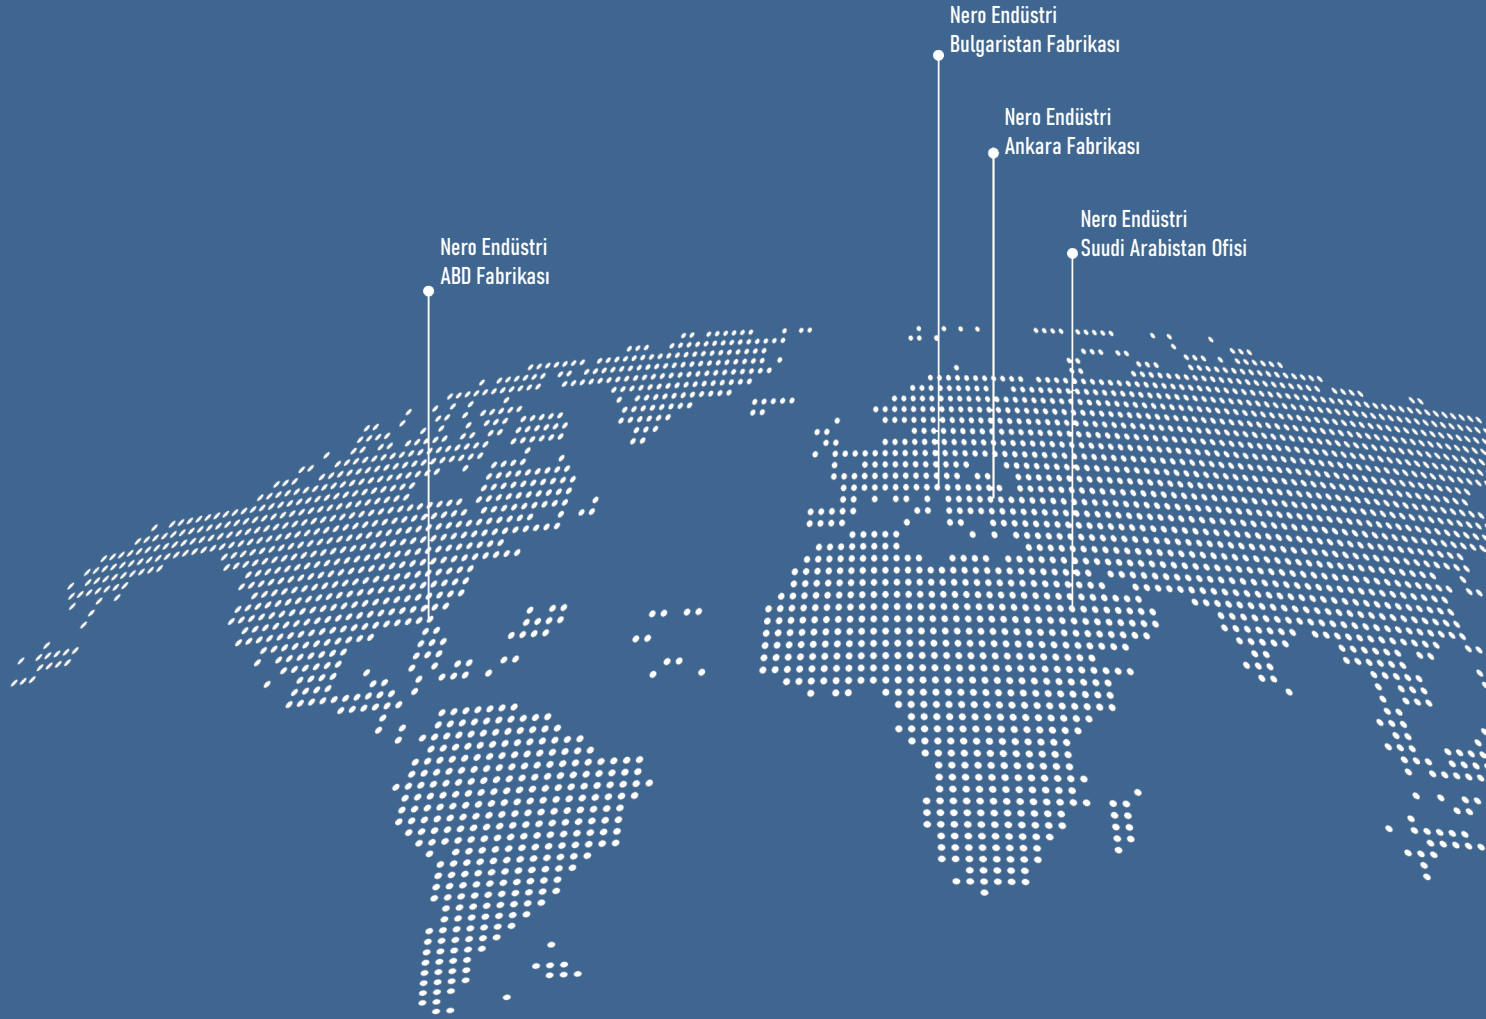 Nero Endüstri
Bulgaristan Fabrikası
Nero Endüstri
Ankara Fabrikası
Nero Endüstri
Suudi Arabistan Ofisi
Nero Endüstri
ABD Fabrikası